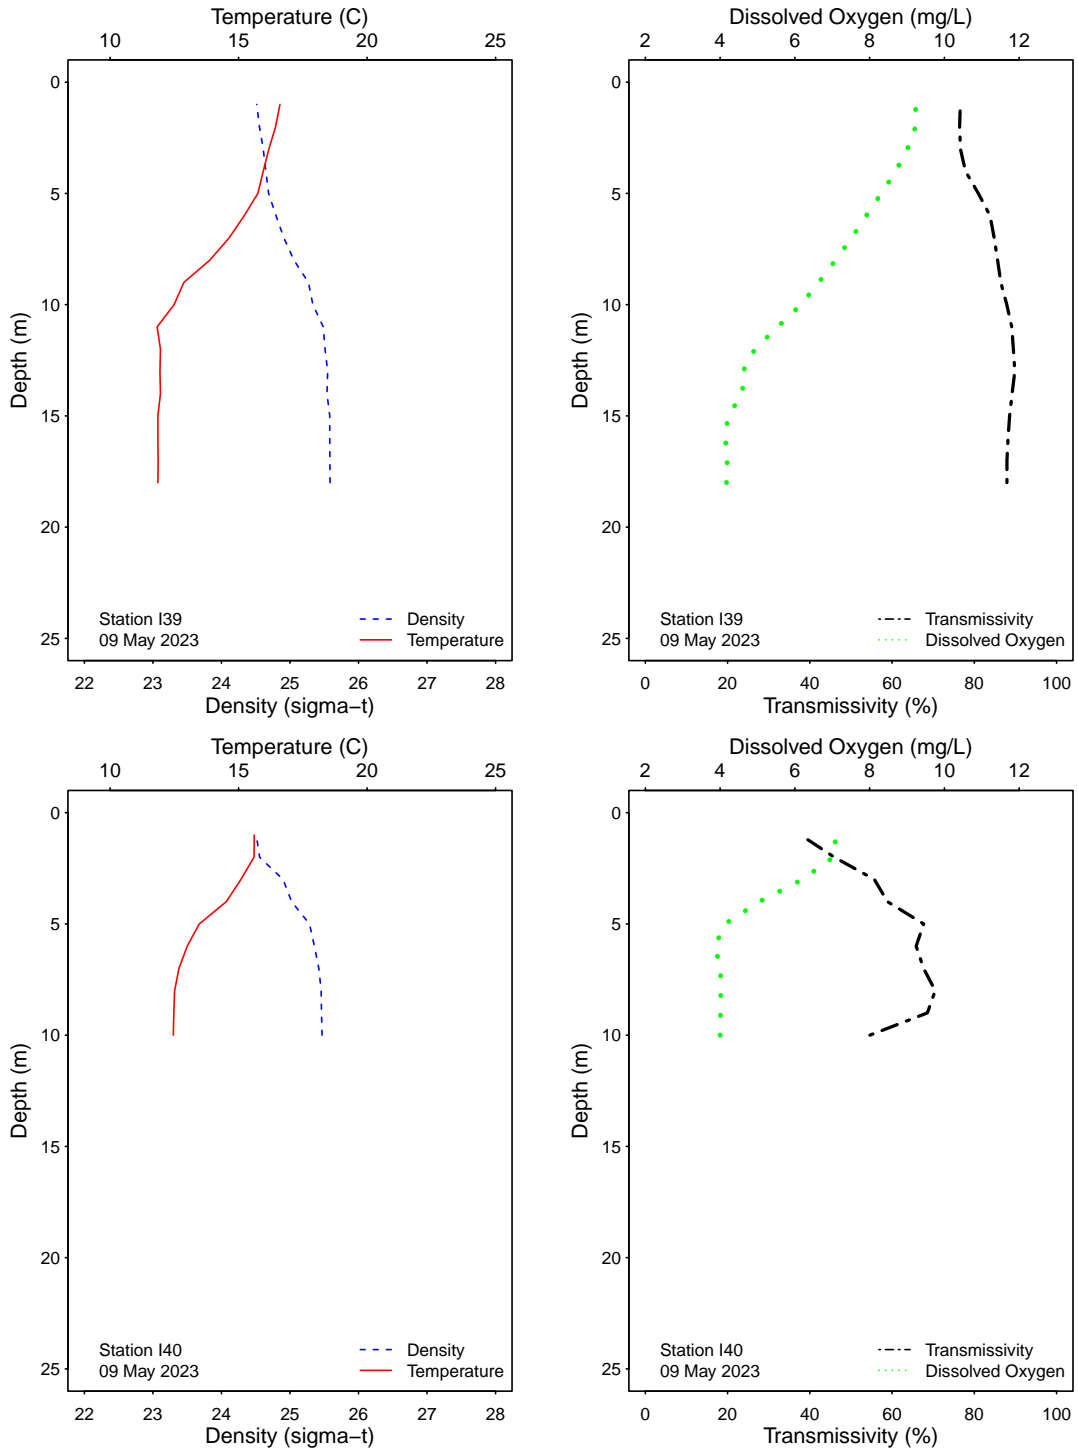 Temperature (C)
10 15 20 25
0
5
10
15
20
25
Depth (m)
Station I39
09 May 2023
Density
Temperature
22 23 24 25 26 27 28
Density (sigma−t)
Dissolved Oxygen (mg/L)
2 4 6 8 10 12
0
5
10
15
20
25
Depth (m)
Station I39
09 May 2023
Transmissivity
Dissolved Oxygen
0 20 40 60 80 100
Transmissivity (%)
Temperature (C)
10 15 20 25
0
5
10
15
20
25
Depth (m)
Station I40
09 May 2023
Density
Temperature
22 23 24 25 26 27 28
Density (sigma−t)
Dissolved Oxygen (mg/L)
2 4 6 8 10 12
0
5
10
15
20
25
Depth (m)
Station I40
09 May 2023
Transmissivity
Dissolved Oxygen
0 20 40 60 80 100
Transmissivity (%)